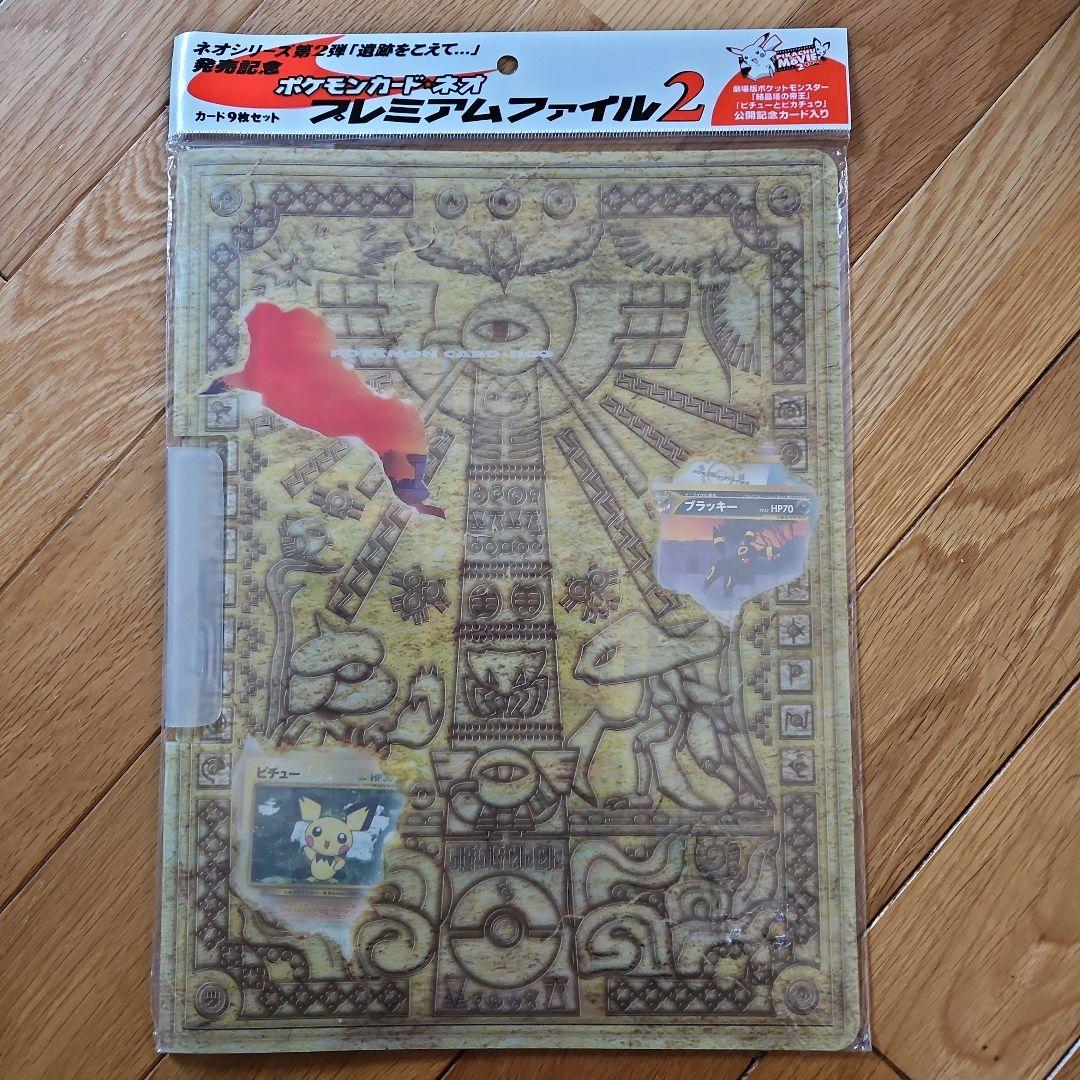 ネオシリーズ第2弾「遺跡をこえて…」
発売記念
ポケモンカード★ネオ
プレミアムファイル2
カード9枚セット
PIKACHU
MOVIE
劇場版ポケットモンスター
「結晶塔の帝王」
「ピチューとピカチュウ」
公開記念カード入り
POKÉMON CARD★neo
ブラッキー HP70
ピチュー HP30